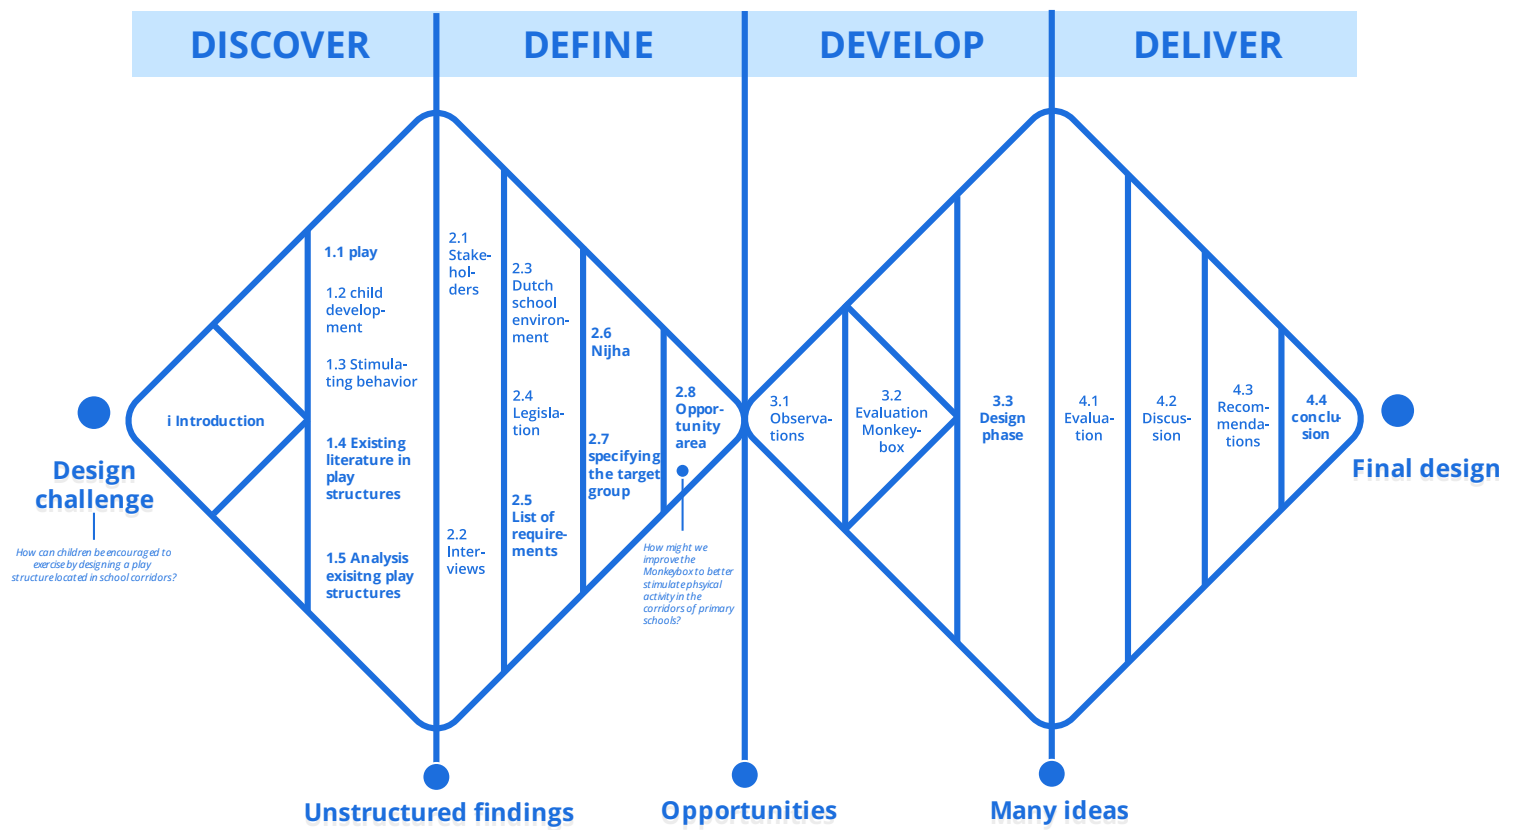 DISCOVER
DEFINE
DEVELOP
DELIVER
Design
challenge
How can children be encouraged to
exercise by designing a play
structure located in school corridors?
i Introduction
1.1 play
1.2 child
develop-
ment
1.3 Stimula-
ting behavior
1.4 Existing
literature in
play
structures
1.5 Analysis
exisitng play
structures
2.1
Stake-
hol-
ders
2.2
Inter-
views
2.3
Dutch
school
environ-
ment
2.4
Legisla-
tion
2.5
List of
require-
ments
2.6
Nijha
2.7
specifying
the target
group
2.8
Oppor-
tunity
area
How might we
improve the
Monkeybox to better
stimulate phsyical
activity in the
corridors of primary
schools?
3.1
Observa-
tions
3.2
Evaluation
Monkey-
box
3.3
Design
phase
4.1
Evalua-
tion
4.2
Discus-
sion
4.3
Recom-
menda-
tions
4.4
conclu-
sion
Final design
Unstructured findings
Opportunities
Many ideas